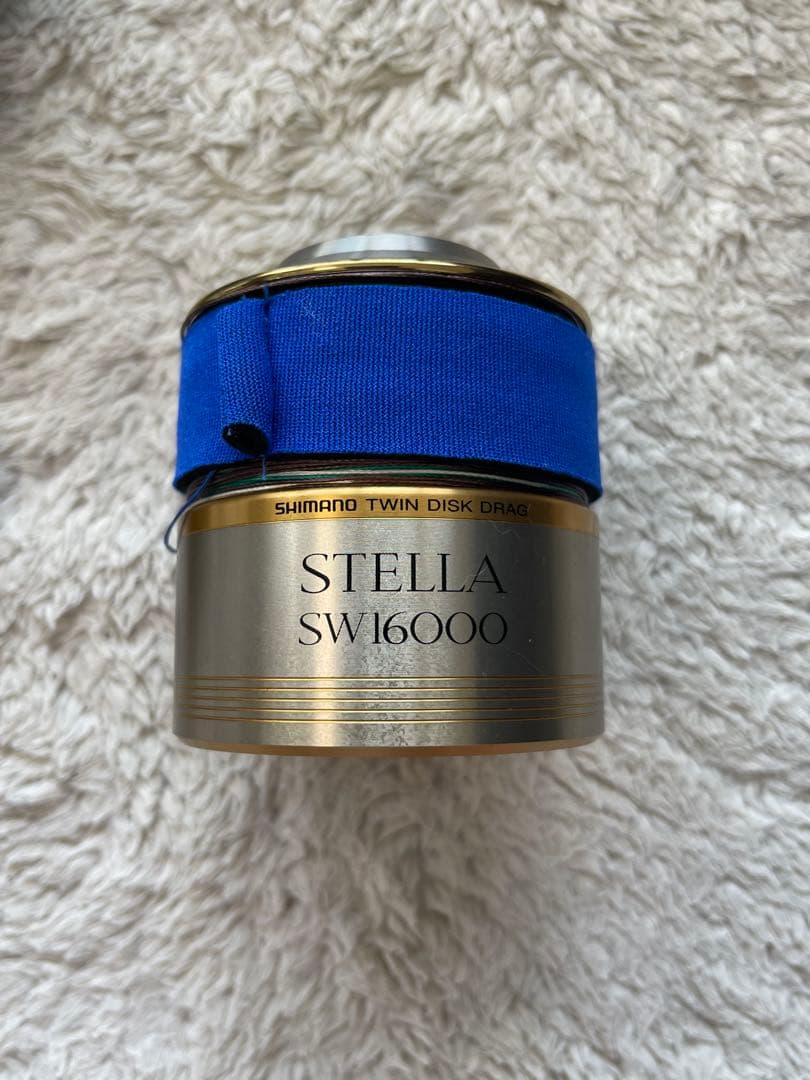 SHIMANO TWIN DISK DRAG
STELLA
SW16000